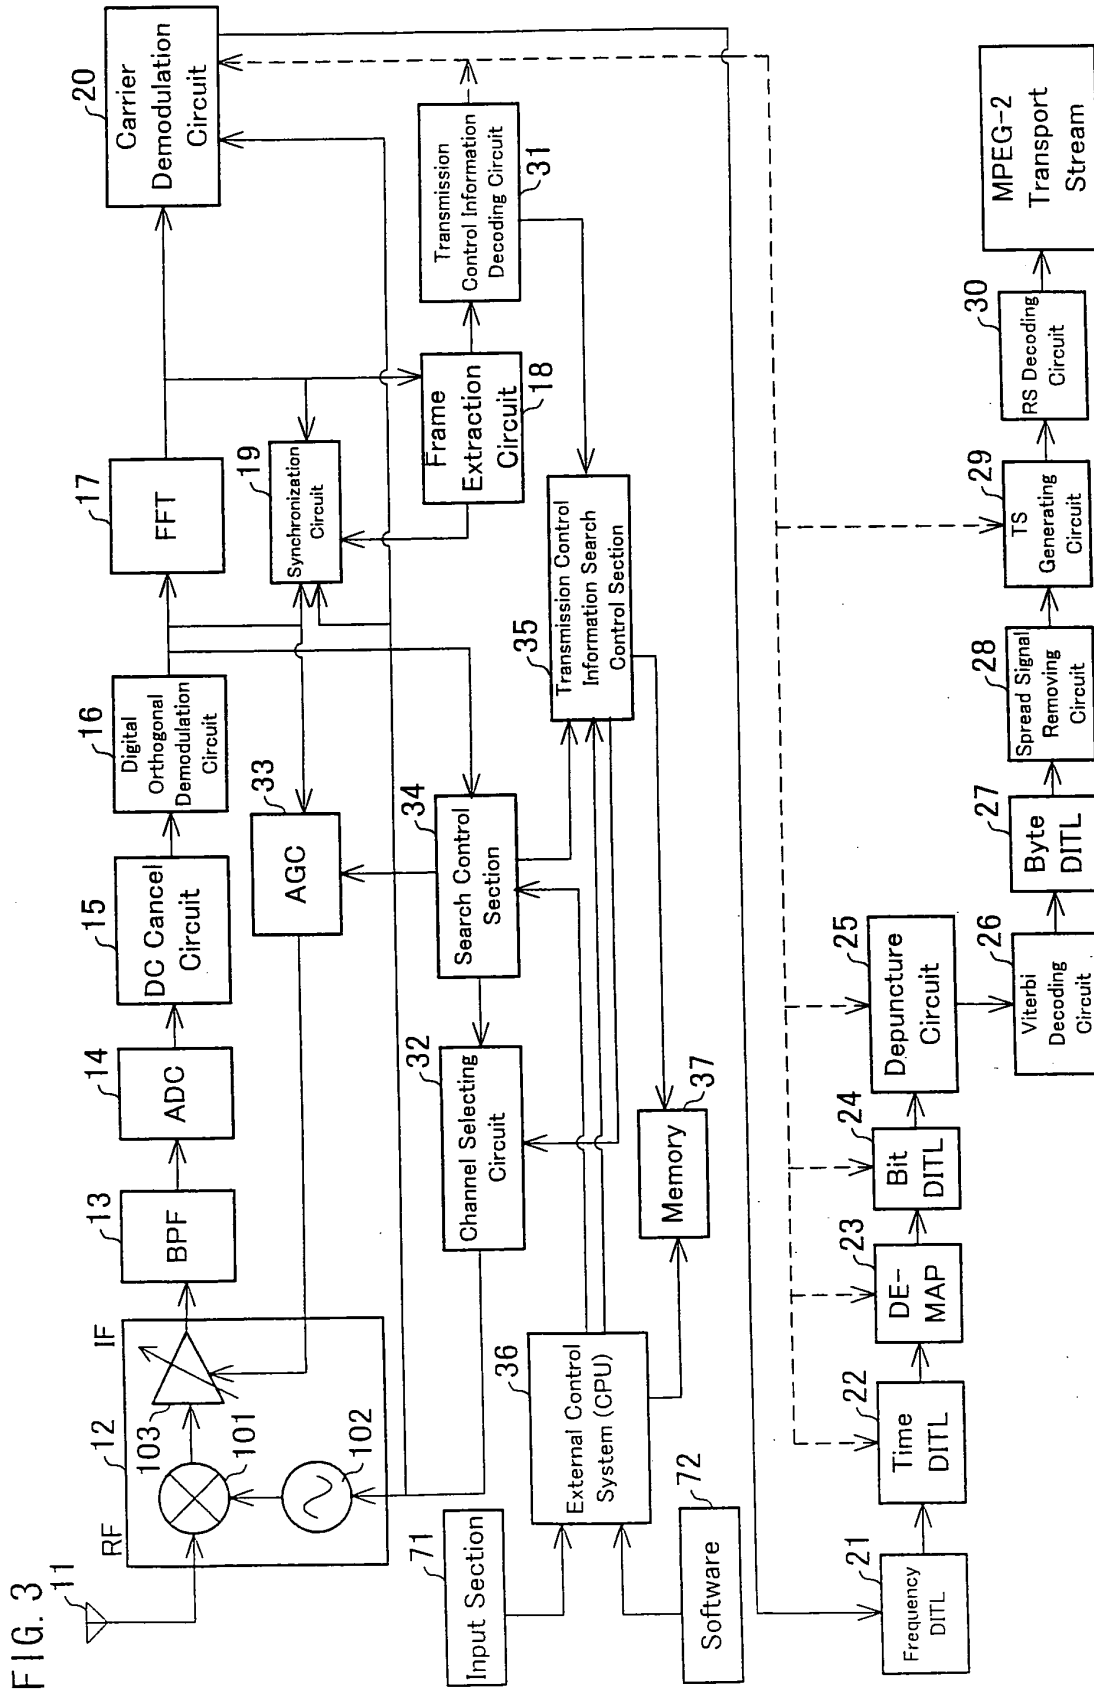 FIG. 3
11
RF
IF
12
103
101
102
13
BPF
14
ADC
15
DC Cancel
Circuit
16
Digital
Orthogonal
Demodulation
Circuit
17
FFT
20
Carrier
Demodulation
Circuit
33
AGC
19
Synchronization
Circuit
Frame
Extraction
Circuit
18
Transmission
Control Information
Decoding Circuit
31
32
Channel Selecting
Circuit
34
Search Control
Section
35
Transmission Control
Information Search
Control Section
71
Input Section
36
External Control
System (CPU)
72
Software
37
Memory
21
Frequency
DITL
22
Time
DITL
23
DE-
MAP
24
Bit
DITL
25
Depuncture
Circuit
26
Viterbi
Decoding
Circuit
27
Byte
DITL
28
Spread Signal
Removing
Circuit
29
TS
Generating
Circuit
30
RS Decoding
Circuit
MPEG-2
Transport
Stream